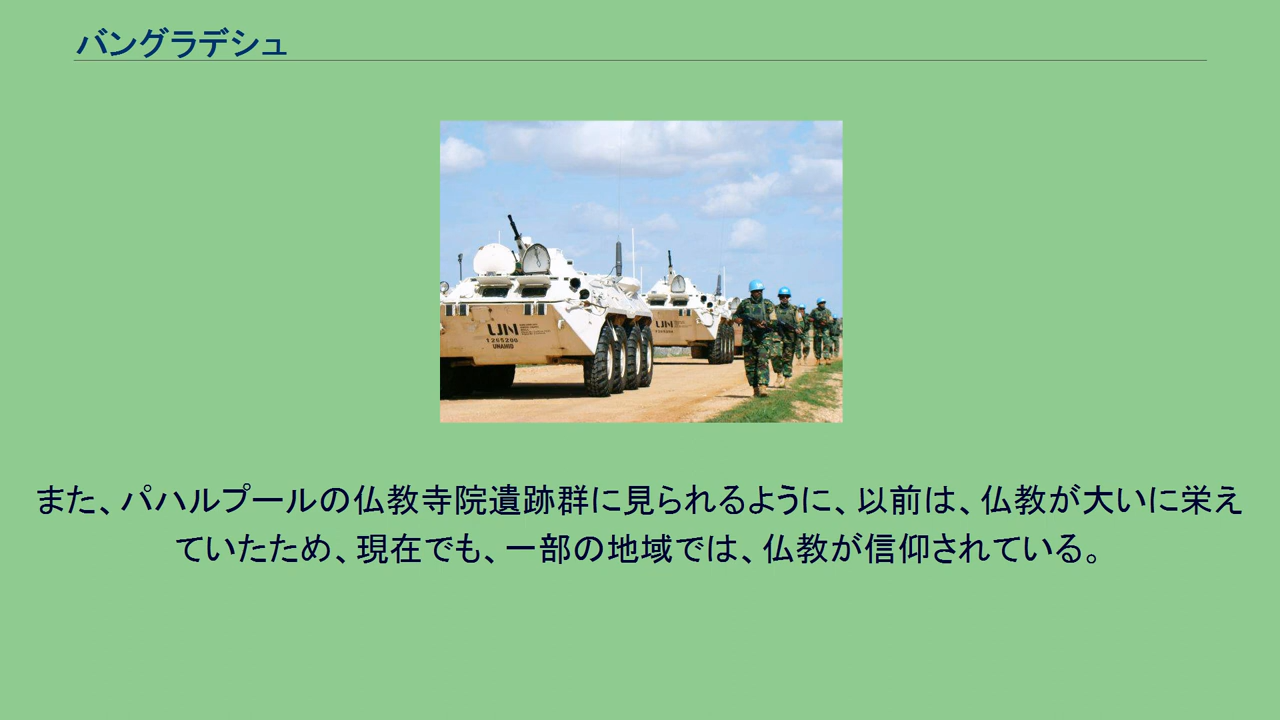 バングラデシュ
UN
1265200
UNAHQ
また、パハルプールの仏教寺院遺跡群に見られるように、以前は、仏教が大いに栄え
ていたため、現在でも、一部の地域では、仏教が信仰されている。